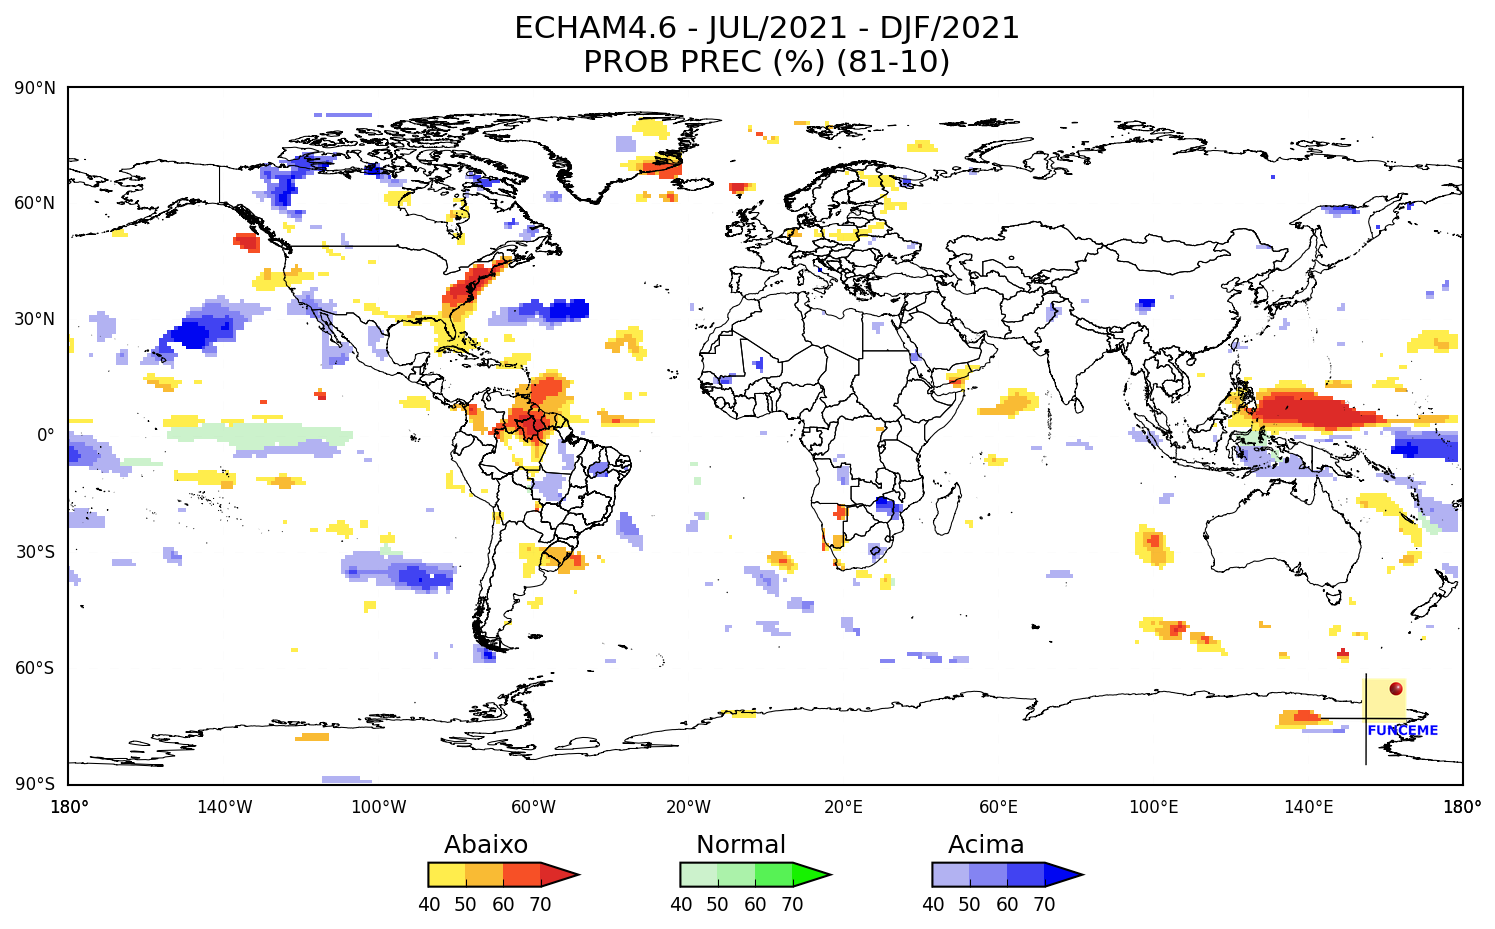 ECHAM4.6 - JUL/2021 - DJF/2021
PROB PREC (%) (81-10)
90°N
60°N
30°N
0°
30°S
60°S
90°S
180° 140°W 100°W 60°W 20°W 20°E 60°E 100°E 140°E 180°
FUNCEME
Abaixo Normal Acima
40 50 60 70 40 50 60 70 40 50 60 70